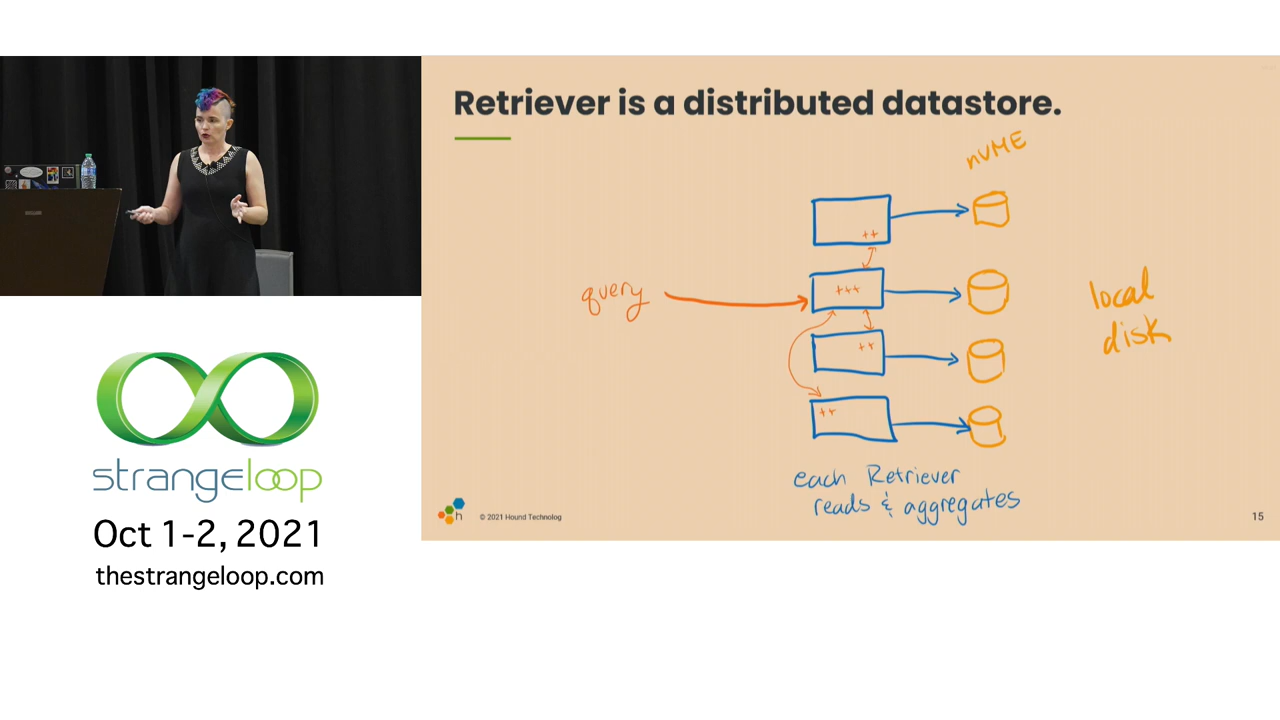 Retriever is a distributed datastore.
nVME
++
query
+++
local
disk
++
++
each Retriever
reads & aggregates
h
© 2021 Hound Technolog
15
strangeloop
Oct 1-2, 2021
thestrangeloop.com